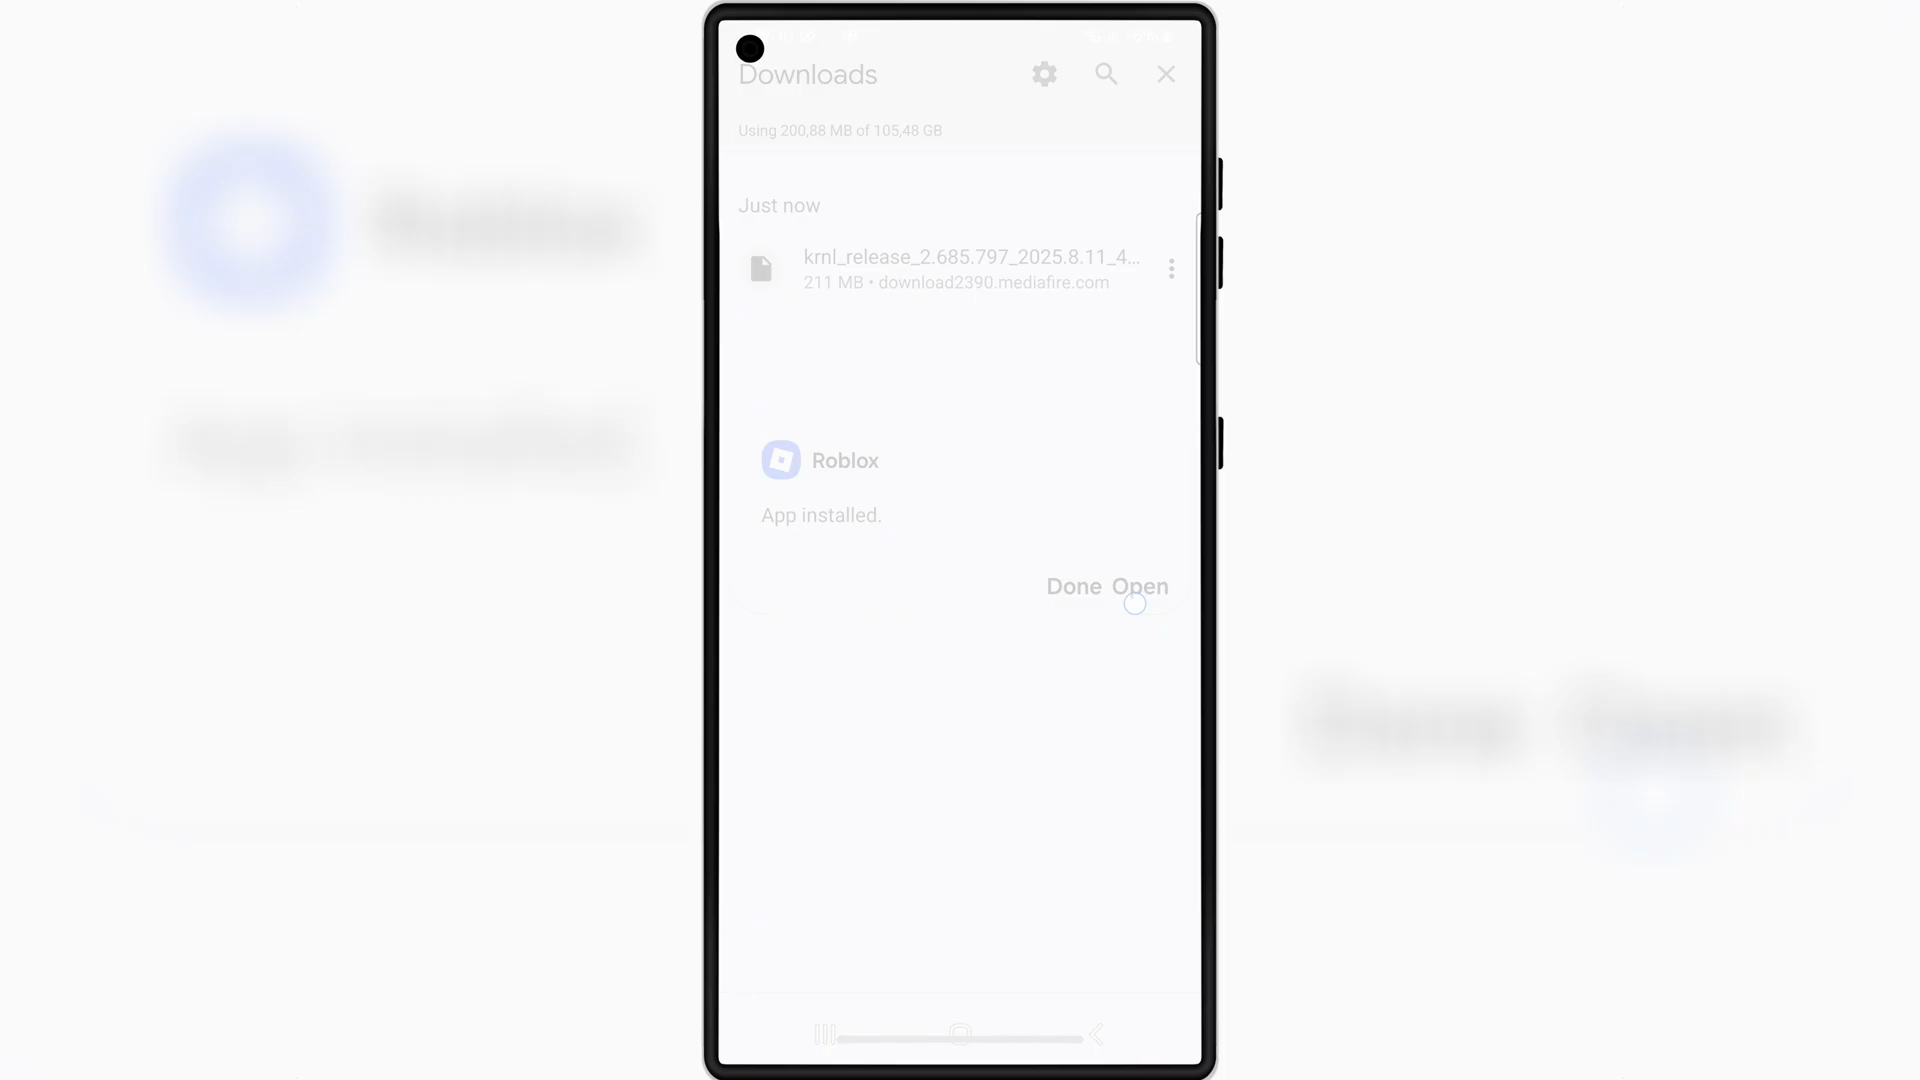 Downloads
Using 200,88 MB of 105,48 GB
Just now
krnl_release_2.685.797_2025.8.11_4...
211 MB • download2390.mediafire.com
Roblox
App installed.
Done Open